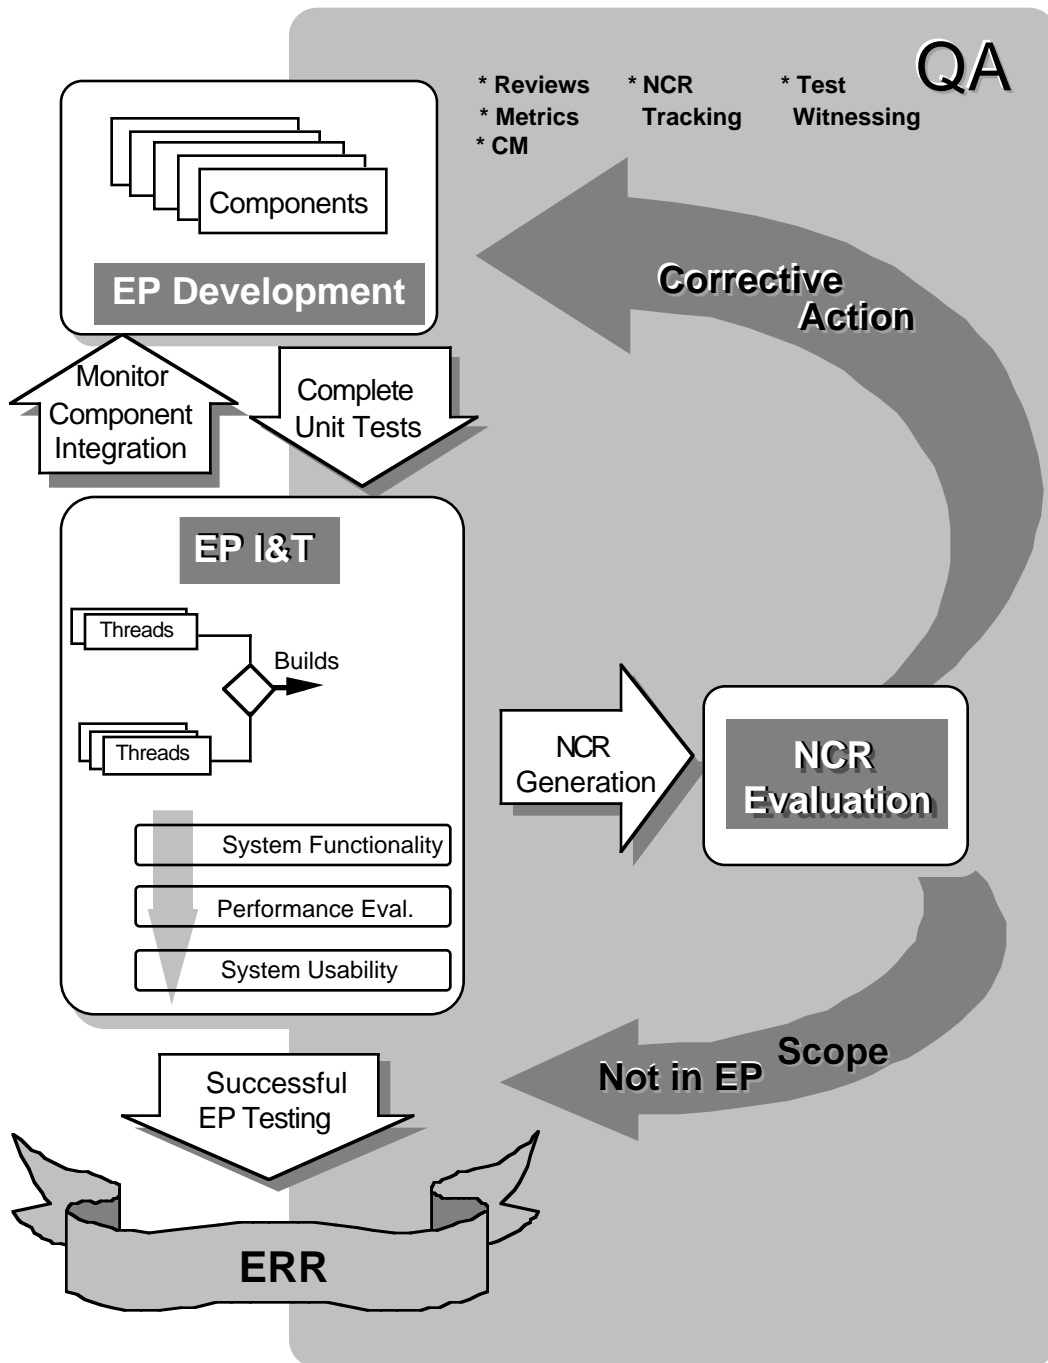 QA
* Reviews
* Metrics
* CM
* NCR
Tracking
* Test
Witnessing
Components
EP Development
Corrective
Action
Monitor
Component
Integration
Complete
Unit Tests
EP I&T
Threads
Builds
Threads
System Functionality
Performance Eval.
System Usability
NCR
Generation
NCR
Evaluation
Not in EP Scope
Successful
EP Testing
ERR